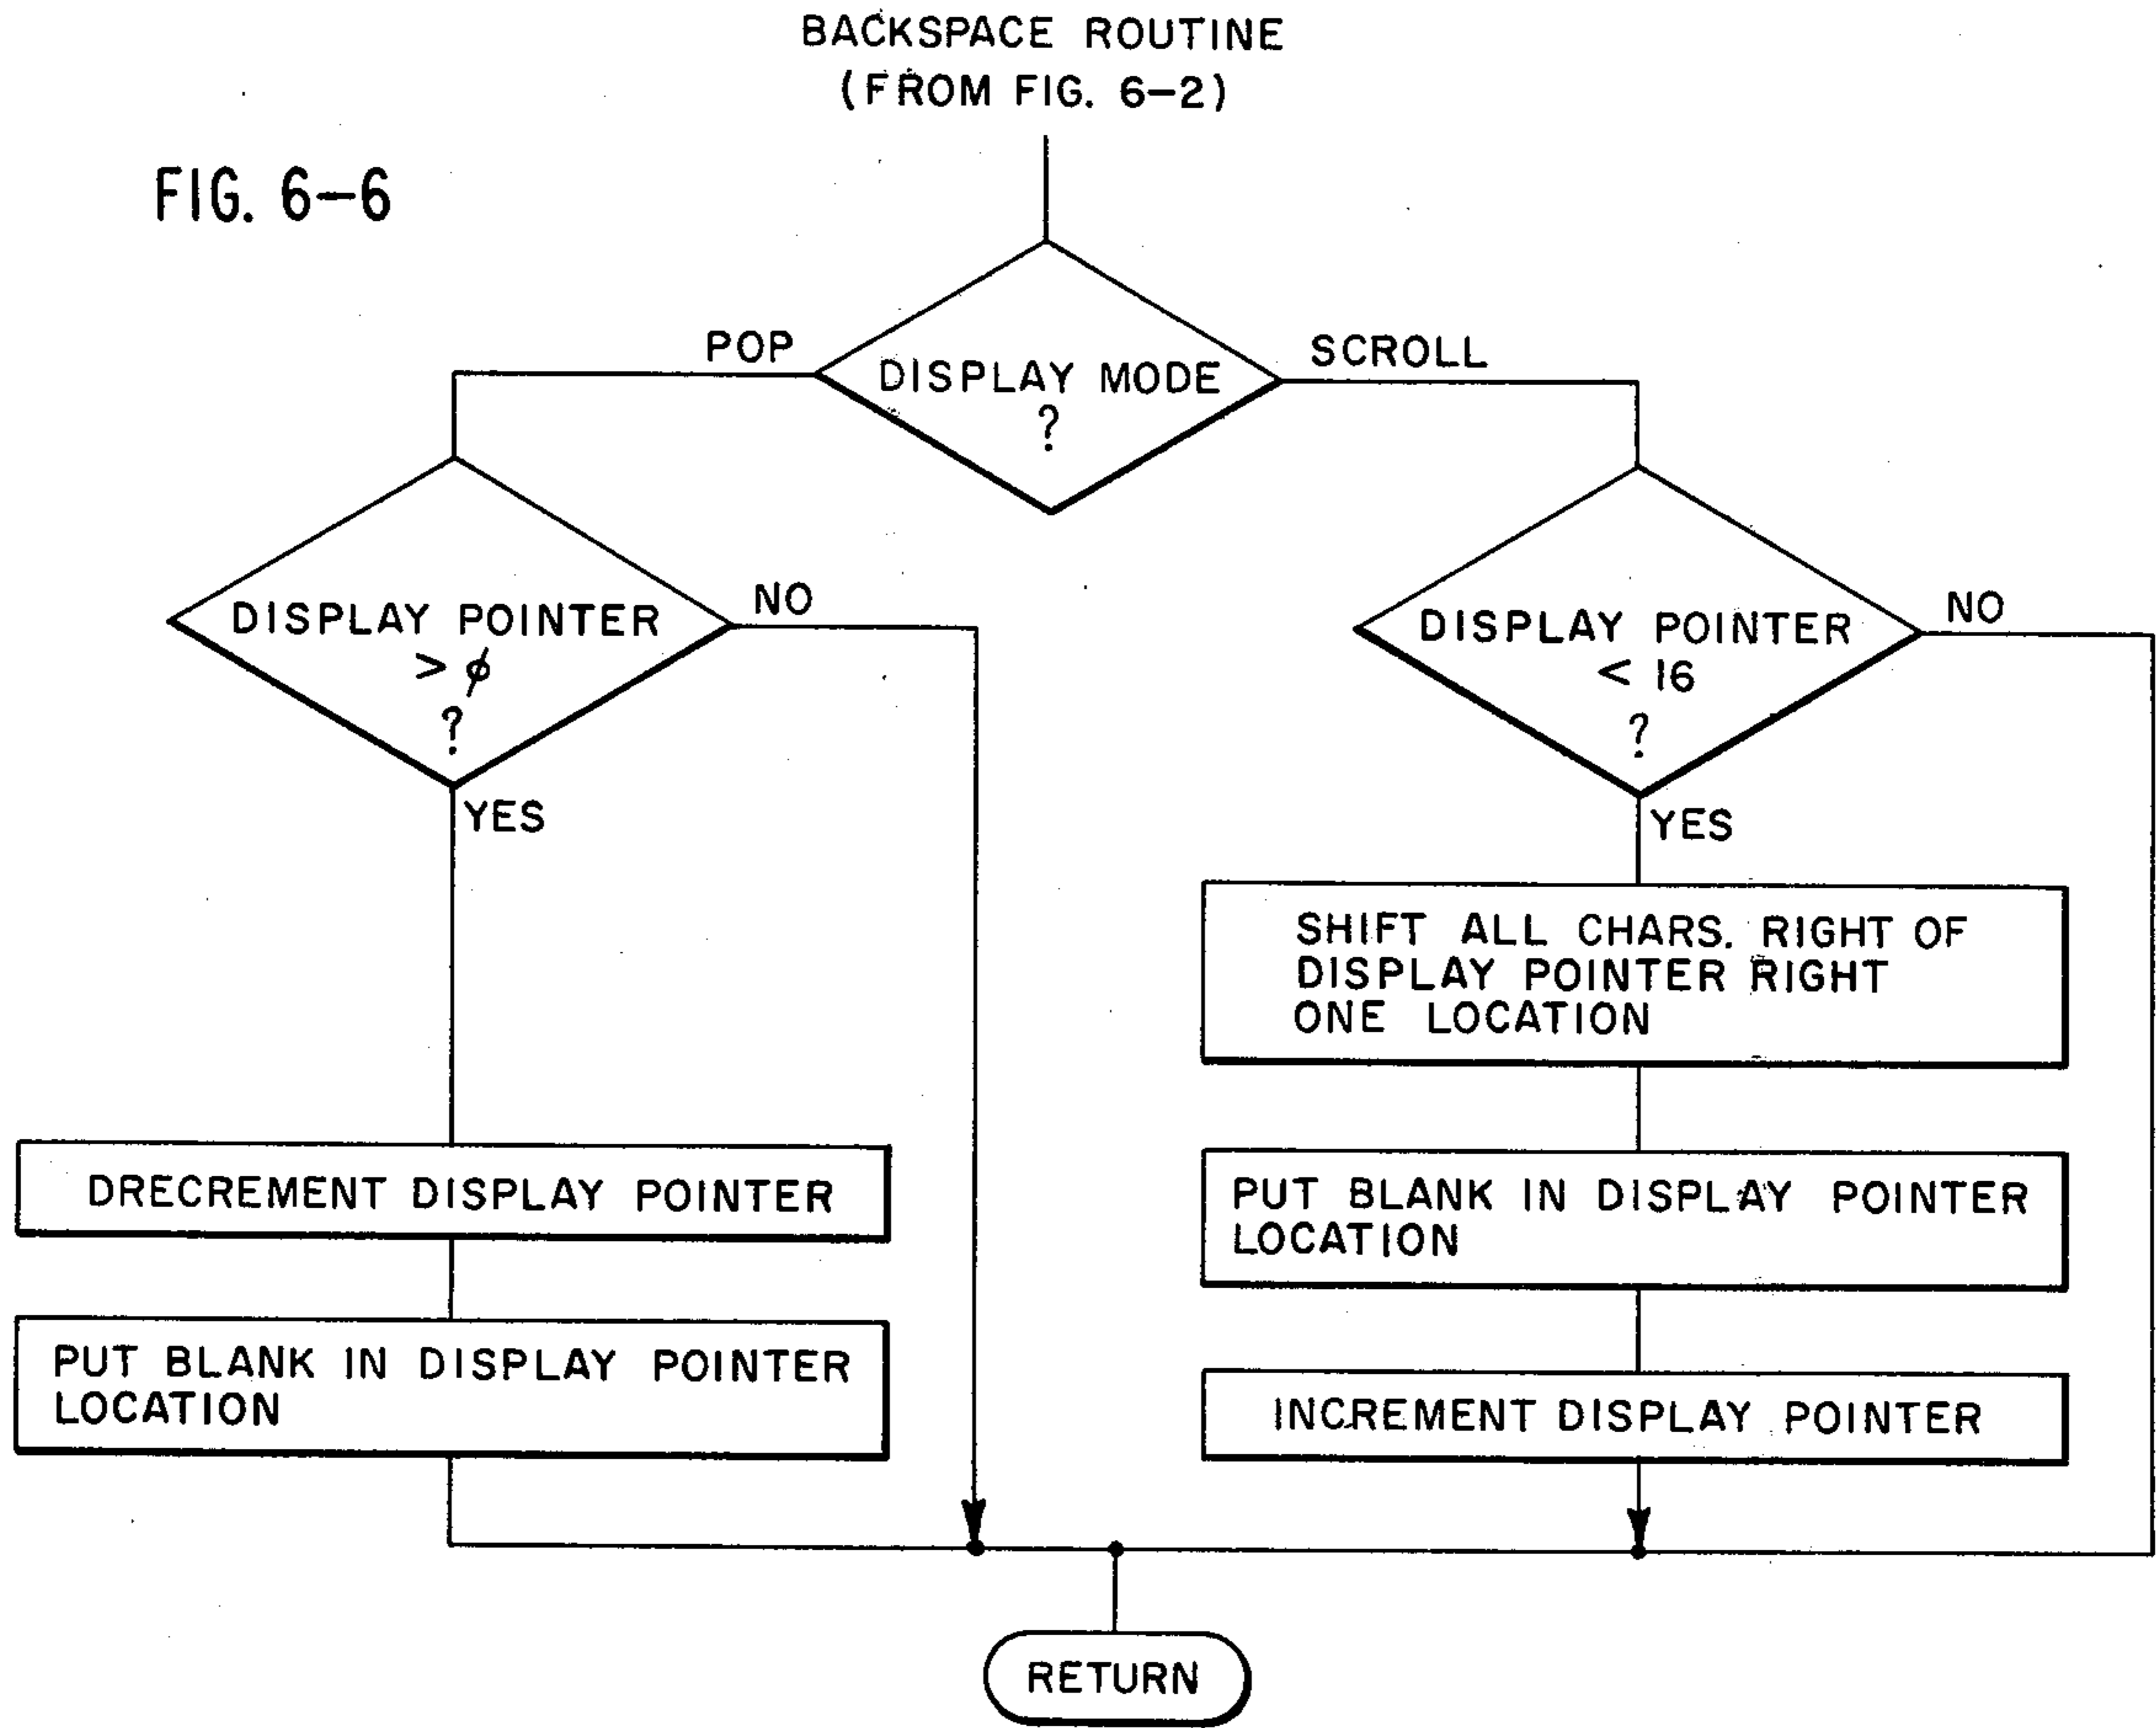 BACKSPACE ROUTINE
(FROM FIG. 6-2)
FIG. 6-6
DISPLAY MODE
?
POP
SCROLL
DISPLAY POINTER
> ϕ
?
NO
YES
DRECREMENT DISPLAY POINTER
PUT BLANK IN DISPLAY POINTER
LOCATION
DISPLAY POINTER
< 16
?
NO
YES
SHIFT ALL CHARS. RIGHT OF
DISPLAY POINTER RIGHT
ONE LOCATION
PUT BLANK IN DISPLAY POINTER
LOCATION
INCREMENT DISPLAY POINTER
RETURN